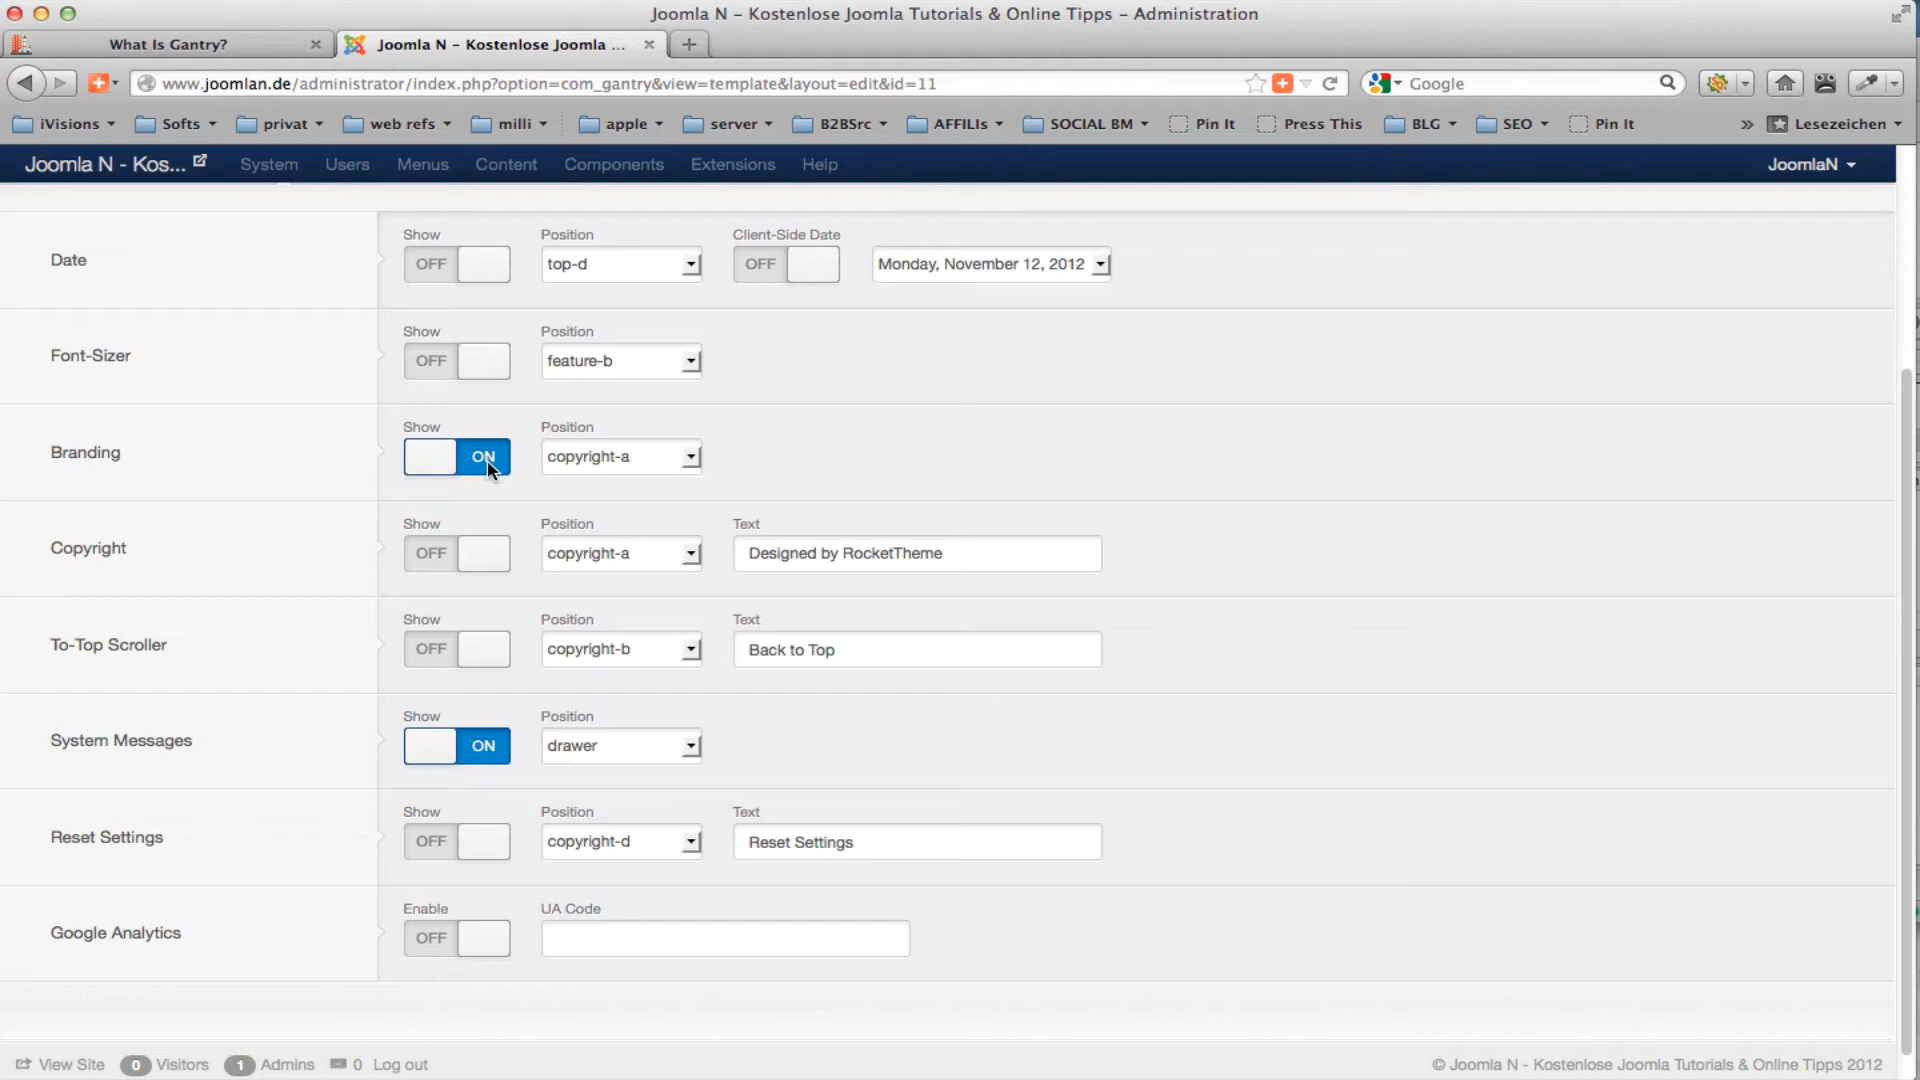 Joomla N – Kostenlose Joomla Tutorials & Online Tipps – Administration
What Is Gantry?
Joomla N – Kostenlose Joomla ...
www.joomlan.de/administrator/index.php?option=com_gantry&view=template&layout=edit&id=11
Google
iVisions
Softs
privat
web refs
milli
apple
server
B2BSrc
AFFILIs
SOCIAL BM
Pin It
Press This
BLG
SEO
Pin It
»
Lesezeichen
Joomla N - Kos...
System
Users
Menus
Content
Components
Extensions
Help
JoomlaN
Date
Show
OFF
Position
top-d
Client-Side Date
OFF
Monday, November 12, 2012
Font-Sizer
Show
OFF
Position
feature-b
Branding
Show
ON
Position
copyright-a
Copyright
Show
OFF
Position
copyright-a
Text
Designed by RocketTheme
To-Top Scroller
Show
OFF
Position
copyright-b
Text
Back to Top
System Messages
Show
ON
Position
drawer
Reset Settings
Show
OFF
Position
copyright-d
Text
Reset Settings
Google Analytics
Enable
OFF
UA Code
View Site
0 Visitors
1 Admins
0
Log out
© Joomla N - Kostenlose Joomla Tutorials & Online Tipps 2012